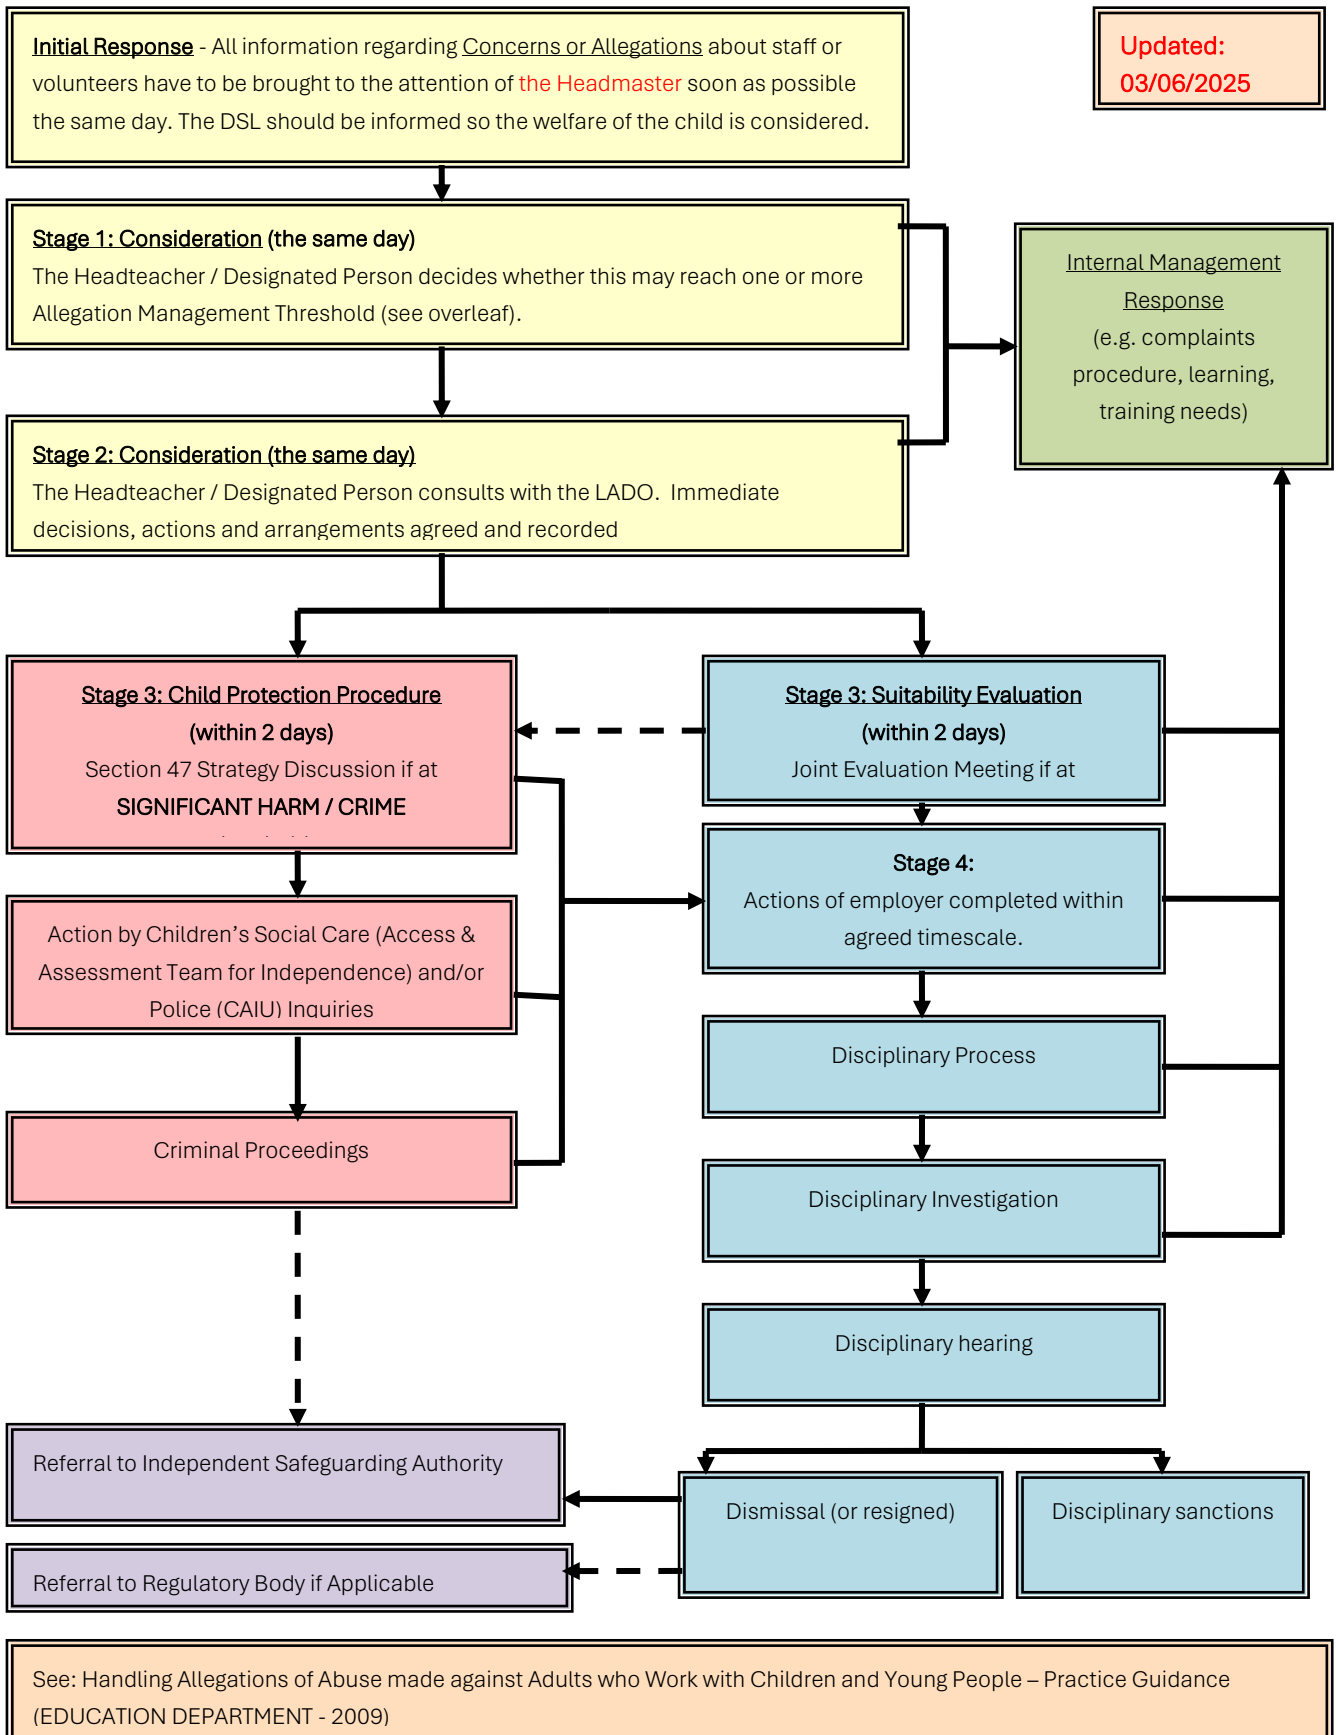 Initial Response - All information regarding Concerns or Allegations about staff or
volunteers have to be brought to the attention of the Headmaster soon as possible
the same day. The DSL should be informed so the welfare of the child is considered.
Updated:
03/06/2025
Stage 1: Consideration (the same day)
The Headteacher / Designated Person decides whether this may reach one or more
Allegation Management Threshold (see overleaf).
Internal Management
Response
(e.g. complaints
procedure, learning,
training needs)
Stage 2: Consideration (the same day)
The Headteacher / Designated Person consults with the LADO.  Immediate
decisions, actions and arrangements agreed and recorded
Stage 3: Child Protection Procedure
(within 2 days)
Section 47 Strategy Discussion if at
SIGNIFICANT HARM / CRIME
Stage 3: Suitability Evaluation
(within 2 days)
Joint Evaluation Meeting if at
Stage 4:
Actions of employer completed within
agreed timescale.
Action by Children’s Social Care (Access &
Assessment Team for Independence) and/or
Police (CAIU) Inquiries
Disciplinary Process
Criminal Proceedings
Disciplinary Investigation
Disciplinary hearing
Referral to Independent Safeguarding Authority
Dismissal (or resigned)
Disciplinary sanctions
Referral to Regulatory Body if Applicable
See: Handling Allegations of Abuse made against Adults who Work with Children and Young People – Practice Guidance
(EDUCATION DEPARTMENT - 2009)